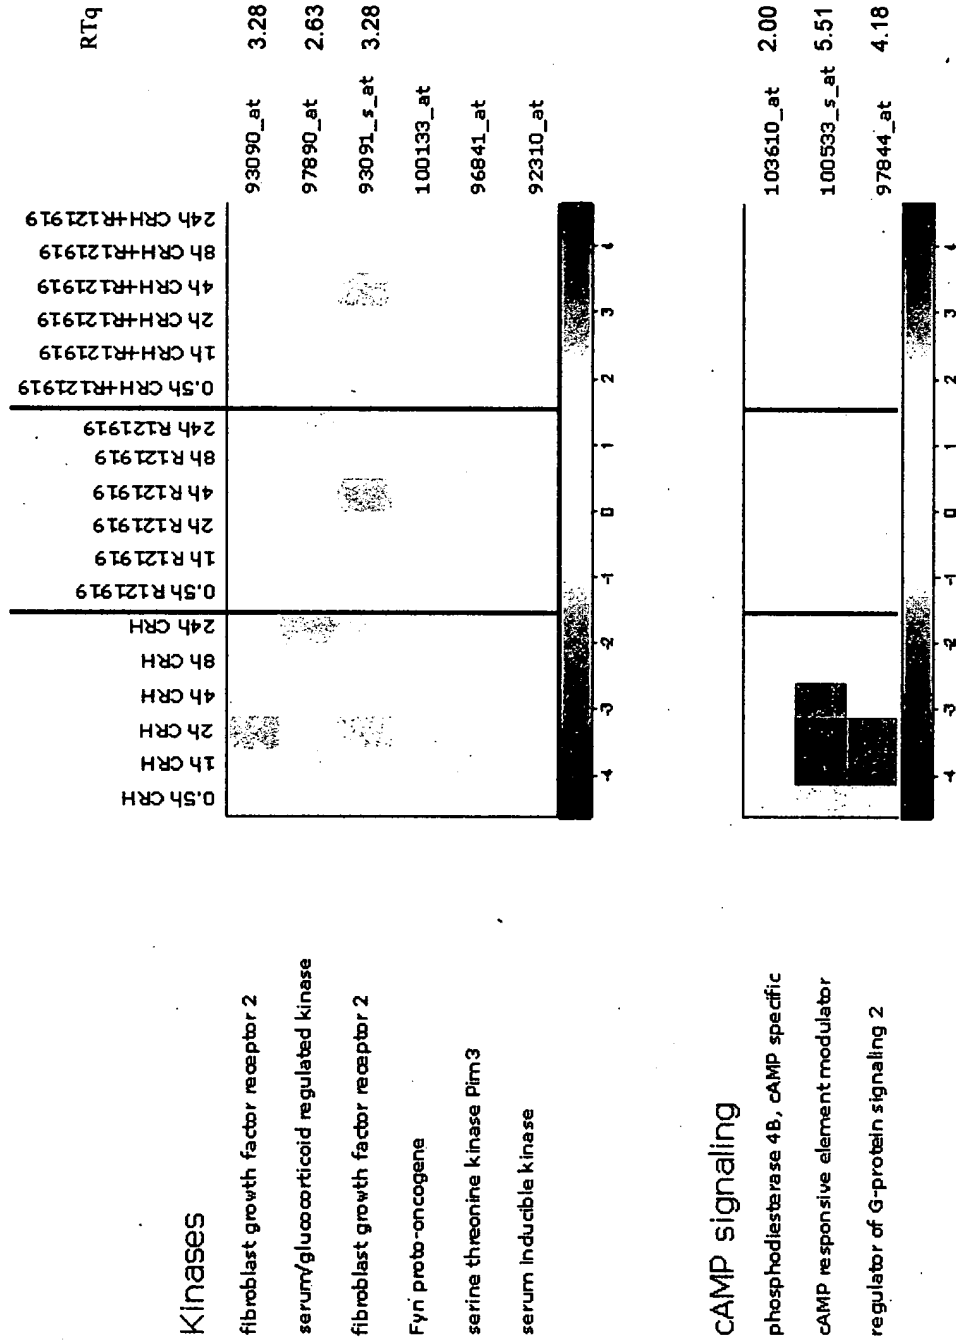 RTq
0.5h CRH
1h CRH
2h CRH
4h CRH
8h CRH
24h CRH
0.5h R121919
1h R121919
2h R121919
4h R121919
8h R121919
24h R121919
0.5h CRH+R121919
1h CRH+R121919
2h CRH+R121919
4h CRH+R121919
8h CRH+R121919
24h CRH+R121919
Kinases
fibroblast growth factor receptor 2 93090_at 3.28
serum/glucocorticoid regulated kinase 97890_at 2.63
fibroblast growth factor receptor 2 93091_s_at 3.28
Fyn proto-oncogene 100133_at
serine threonine kinase Pim3 96841_at
serum inducible kinase 92310_at
-4 -3 -2 -1 0 1 2 3 4
cAMP signaling
phosphodiesterase 4B, cAMP specific 103610_at 2.00
cAMP responsive element modulator 100533_s_at 5.51
regulator of G-protein signaling 2 97844_at 4.18
-4 -3 -2 -1 0 1 2 3 4